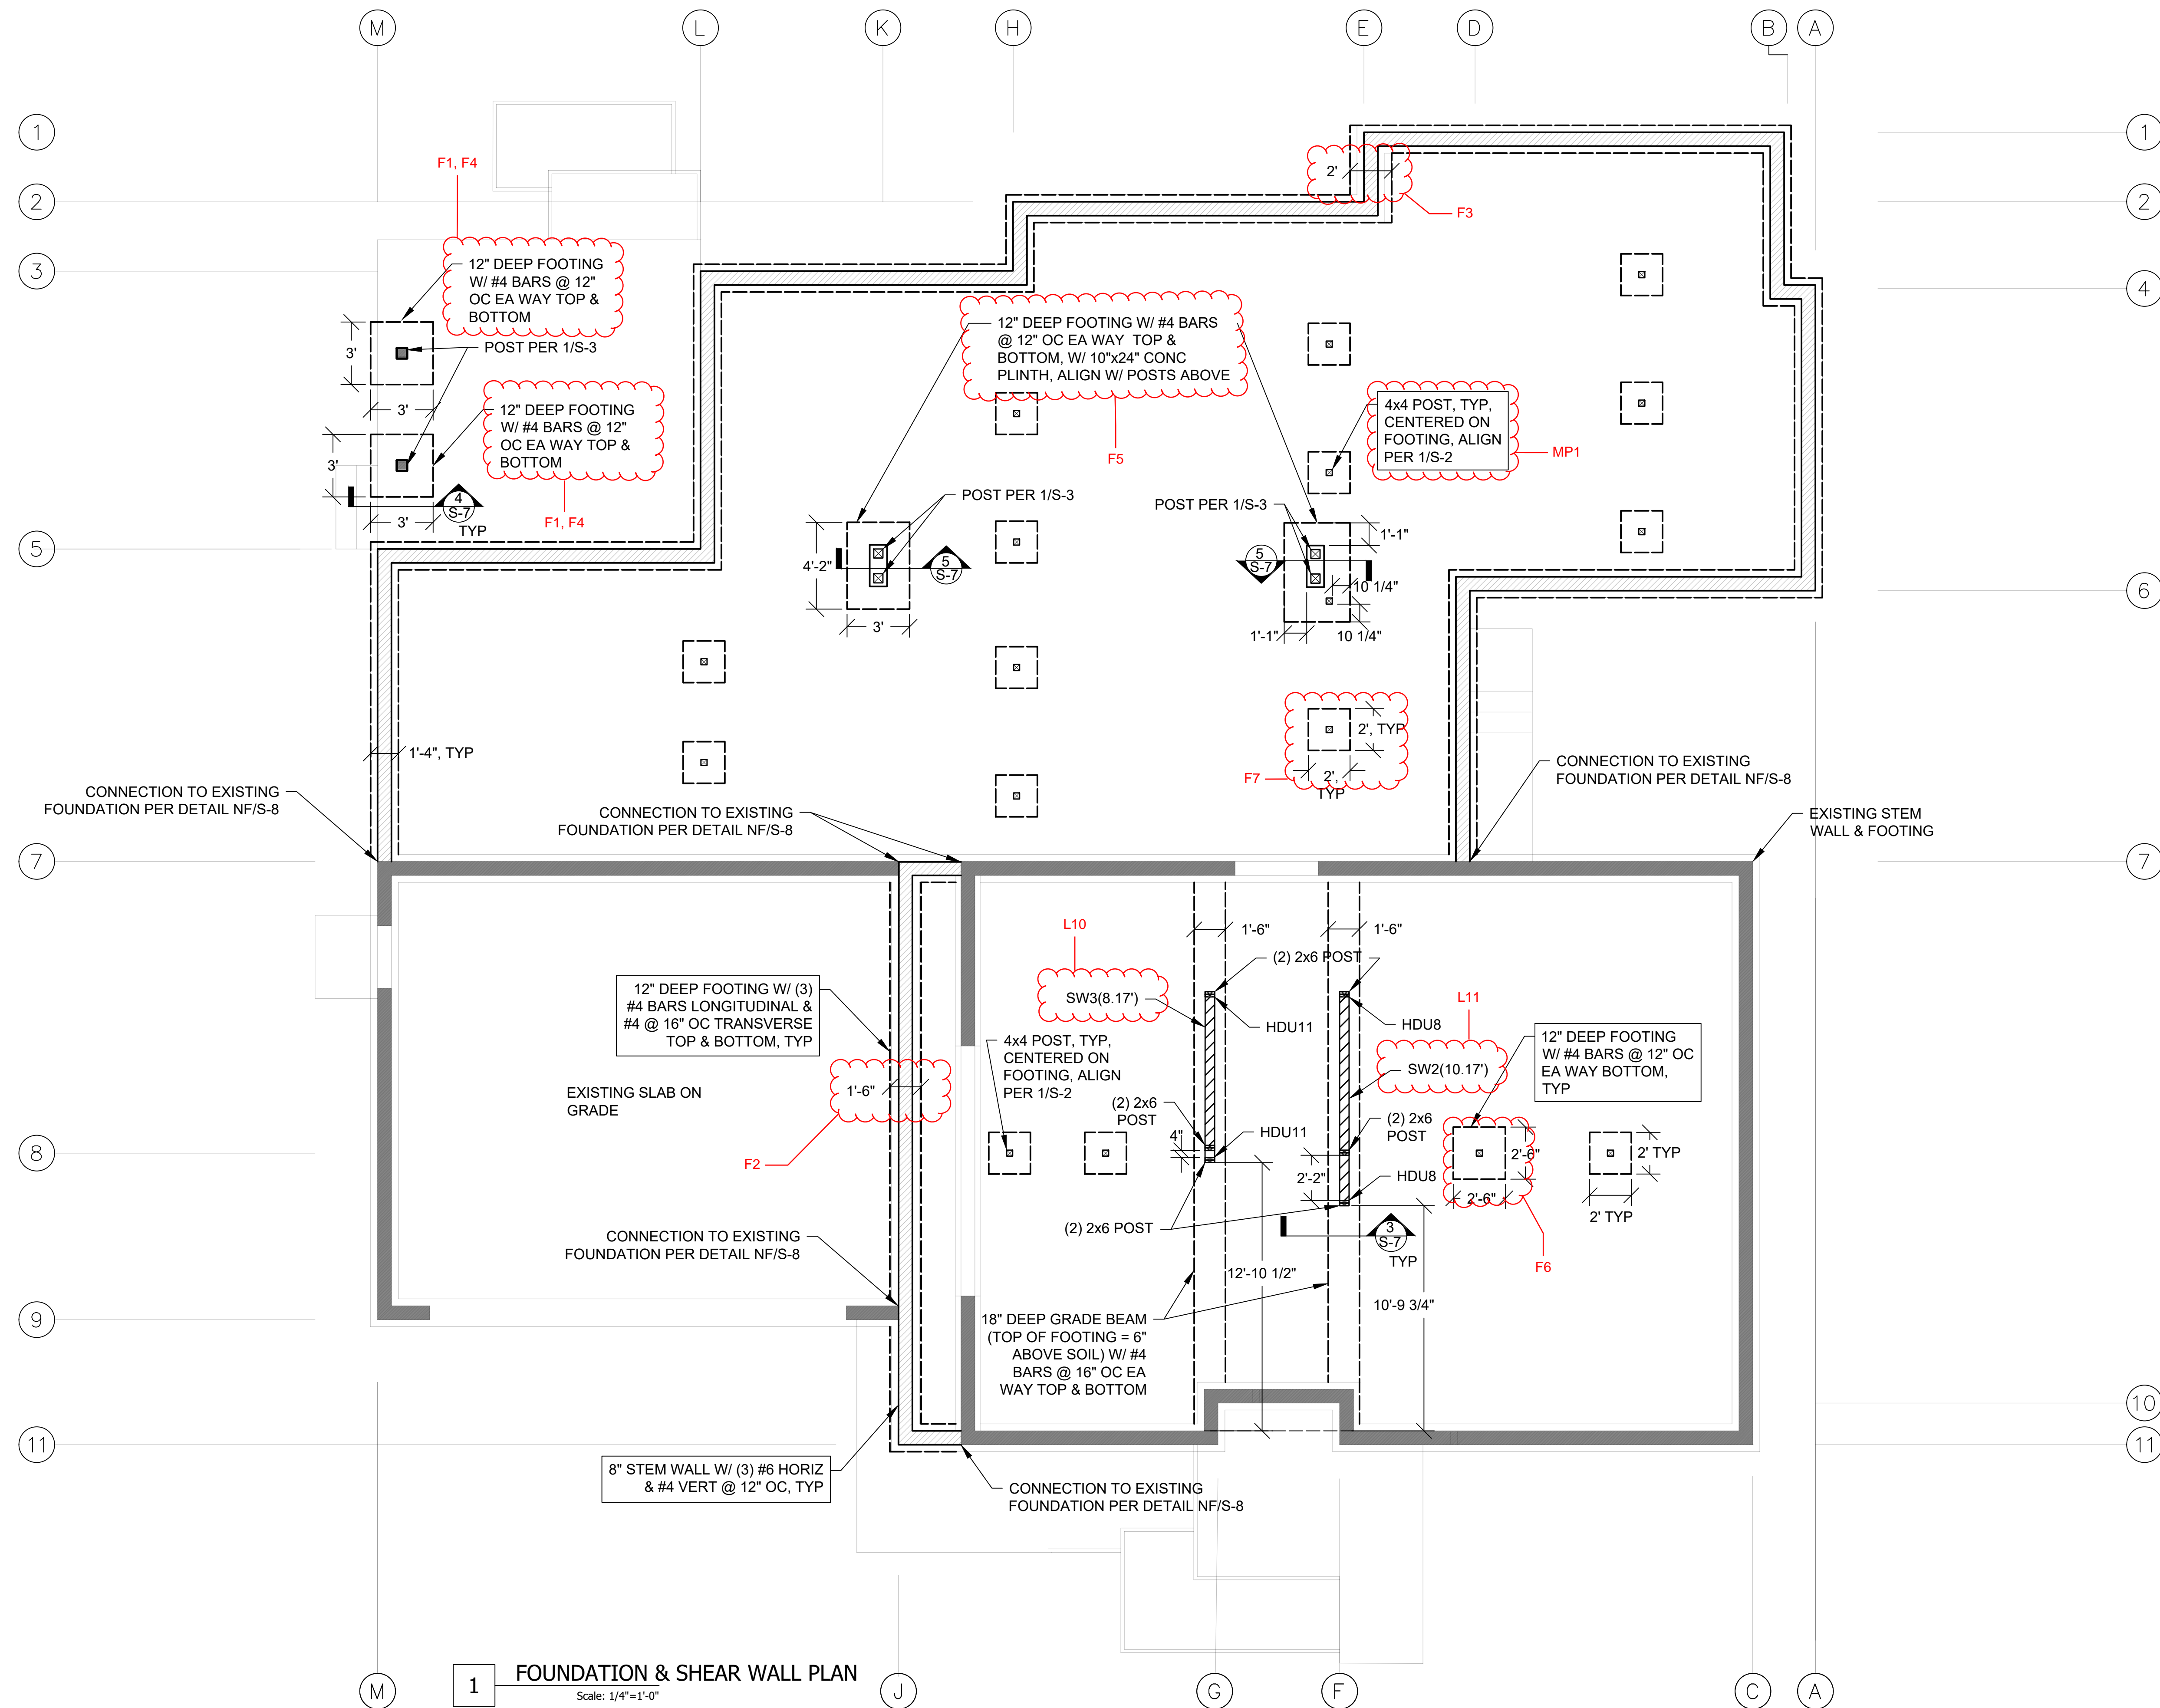 M
L
K
H
E
D
B
A
1
1
2
2
3
4
F1, F4
2'
F3
12" DEEP FOOTING
W/ #4 BARS @ 12"
OC EA WAY TOP &
BOTTOM
POST PER 1/S-3
3'
3'
12" DEEP FOOTING
W/ #4 BARS @ 12"
OC EA WAY TOP &
BOTTOM
3'
3'
4
S-7
TYP
F1, F4
12" DEEP FOOTING W/ #4 BARS
@ 12" OC EA WAY TOP &
BOTTOM, W/ 10"x24" CONC
PLINTH, ALIGN W/ POSTS ABOVE
F5
4x4 POST, TYP,
CENTERED ON
FOOTING, ALIGN
PER 1/S-2
MP1
POST PER 1/S-3
POST PER 1/S-3
5
6
4'-2"
3'
5
S-7
5
S-7
1'-1"
10 1/4"
1'-1"
10 1/4"
2', TYP
2',
TYP
F7
1'-4", TYP
CONNECTION TO EXISTING
FOUNDATION PER DETAIL NF/S-8
CONNECTION TO EXISTING
FOUNDATION PER DETAIL NF/S-8
CONNECTION TO EXISTING
FOUNDATION PER DETAIL NF/S-8
EXISTING STEM
WALL & FOOTING
7
7
L10
1'-6"
1'-6"
(2) 2x6 POST
SW3(8.17')
HDU11
HDU8
L11
12" DEEP FOOTING W/ (3)
#4 BARS LONGITUDINAL &
#4 @ 16" OC TRANSVERSE
TOP & BOTTOM, TYP
4x4 POST, TYP,
CENTERED ON
FOOTING, ALIGN
PER 1/S-2
12" DEEP FOOTING
W/ #4 BARS @ 12" OC
EA WAY BOTTOM,
TYP
SW2(10.17')
EXISTING SLAB ON
GRADE
1'-6"
F2
(2) 2x6
POST
4"
HDU11
(2) 2x6
POST
2'-2"
HDU8
2'-6"
2'-6"
2' TYP
2' TYP
8
(2) 2x6 POST
3
S-7
TYP
F6
CONNECTION TO EXISTING
FOUNDATION PER DETAIL NF/S-8
12'-10 1/2"
10'-9 3/4"
9
18" DEEP GRADE BEAM
(TOP OF FOOTING = 6"
ABOVE SOIL) W/ #4
BARS @ 16" OC EA
WAY TOP & BOTTOM
10
11
11
8" STEM WALL W/ (3) #6 HORIZ
& #4 VERT @ 12" OC, TYP
CONNECTION TO EXISTING
FOUNDATION PER DETAIL NF/S-8
1
FOUNDATION & SHEAR WALL PLAN
Scale: 1/4"=1'-0"
M
J
G
F
C
A